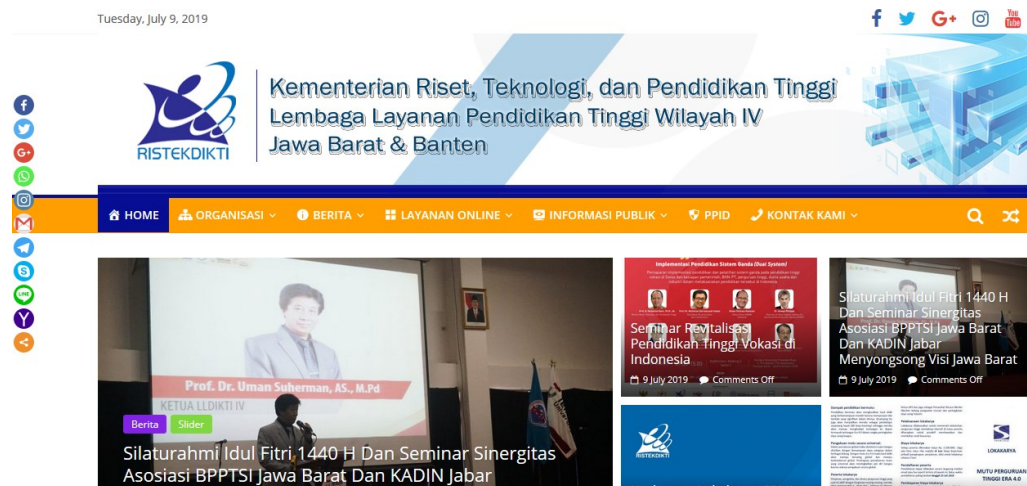 Tuesday, July 9, 2019
You
Tube
Kementerian Riset, Teknologi, dan Pendidikan Tinggi
Lembaga Layanan Pendidikan Tinggi Wilayah IV
Jawa Barat & Banten
RISTEKDIKTI
HOME ORGANISASI BERITA LAYANAN ONLINE INFORMASI PUBLIK PPID KONTAK KAMI
Prof. Dr. Uman Suherman, AS., M.Pd
KETUA LLDIKTI IV
Berita Slider
Silaturahmi Idul Fitri 1440 H Dan Seminar Sinergitas
Asosiasi BPPTSI Jawa Barat Dan KADIN Jabar
Implementasi Pendidikan Sistem Ganda (Dual System)
Seminar Revitalisasi
Pendidikan Tinggi Vokasi di
Indonesia
9 July 2019 Comments Off
Silaturahmi Idul Fitri 1440 H
Dan Seminar Sinergitas
Asosiasi BPPTSI Jawa Barat
Dan KADIN Jabar
Menyongsong Visi Jawa Barat
9 July 2019 Comments Off
RISTEKDIKTI
LOKAKARYA
MUTU PERGURUAN
TINGGI ERA 4.0